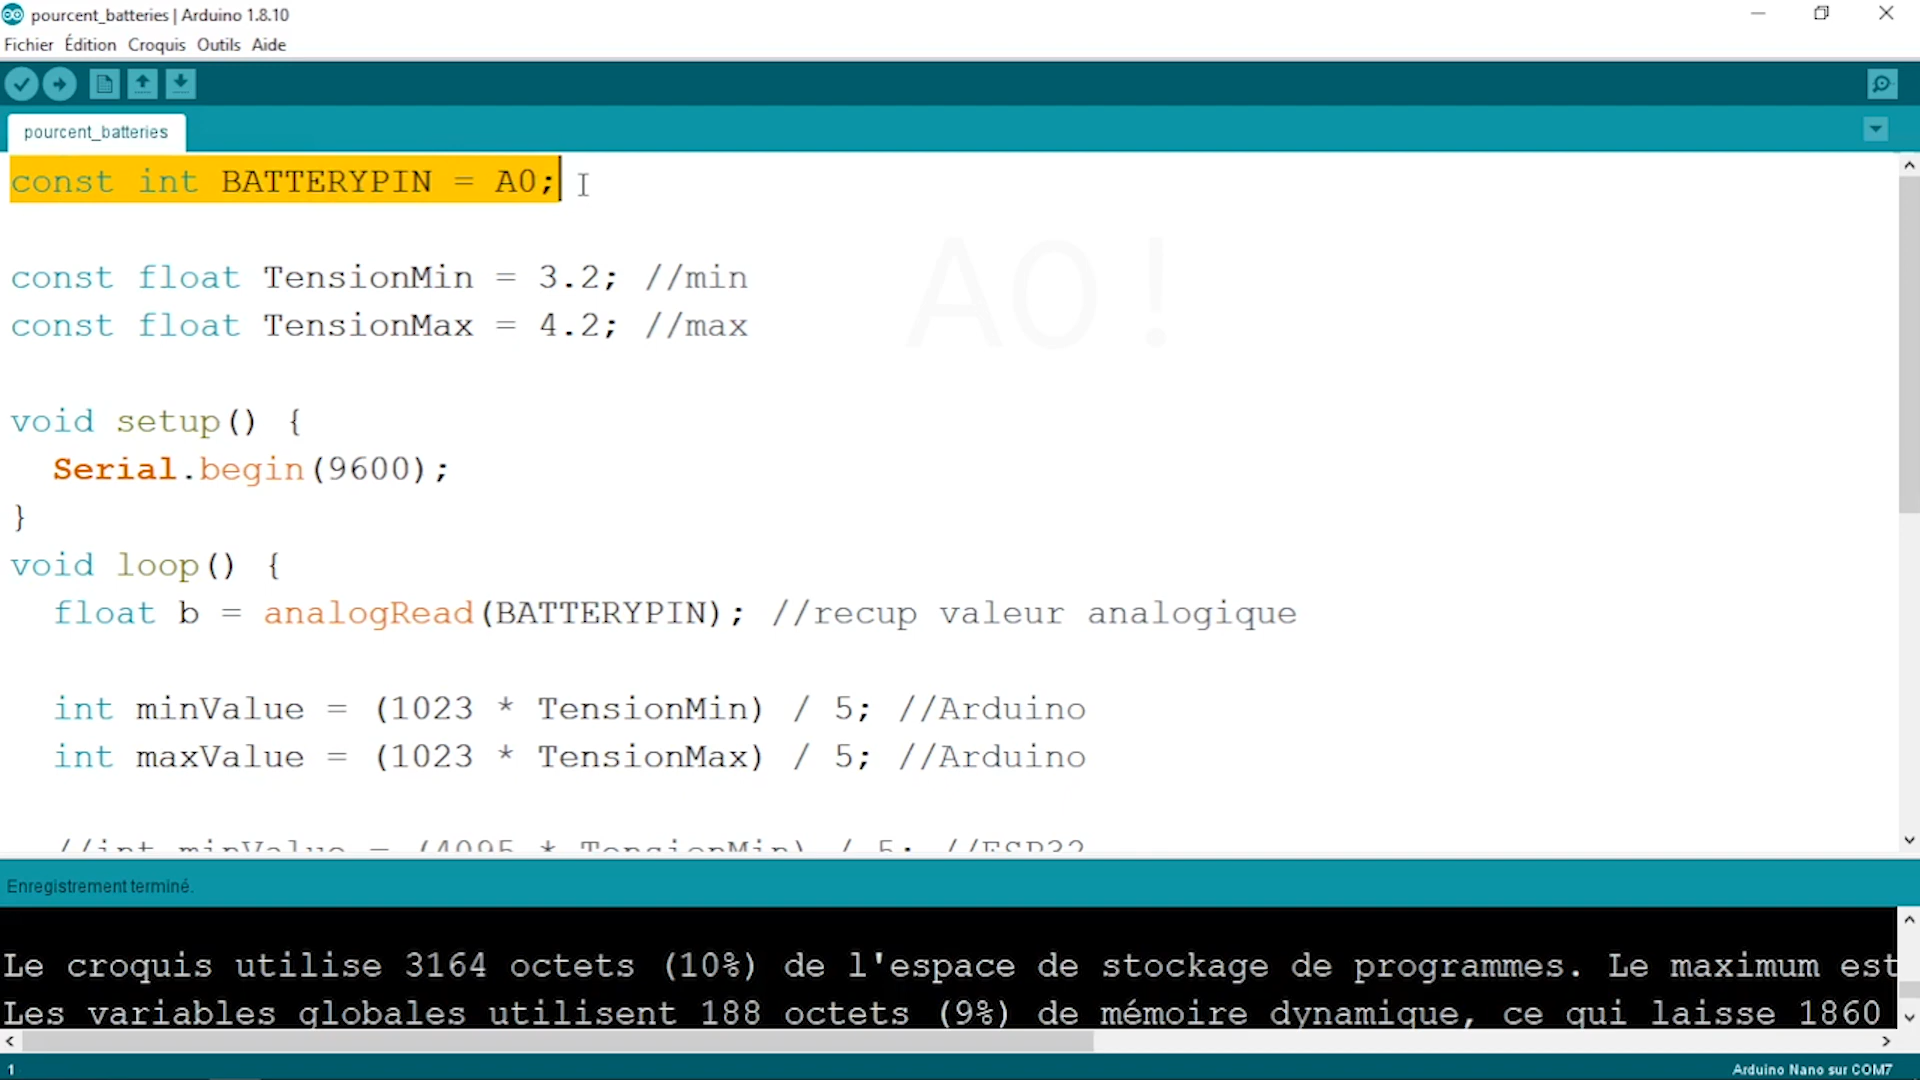 pourcent_batteries | Arduino 1.8.10
Fichier Édition Croquis Outils Aide
pourcent_batteries
const int BATTERYPIN = A0;
A0 !
const float TensionMin = 3.2; //min
const float TensionMax = 4.2; //max
void setup() {
Serial.begin(9600);
}
void loop() {
float b = analogRead(BATTERYPIN); //recup valeur analogique
int minValue = (1023 * TensionMin) / 5; //Arduino
int maxValue = (1023 * TensionMax) / 5; //Arduino
//int minValue = (4095 * TensionMin) / 5; //ESP32
Enregistrement terminé.
Le croquis utilise 3164 octets (10%) de l'espace de stockage de programmes. Le maximum est
Les variables globales utilisent 188 octets (9%) de mémoire dynamique, ce qui laisse 1860
1
Arduino Nano sur COM7